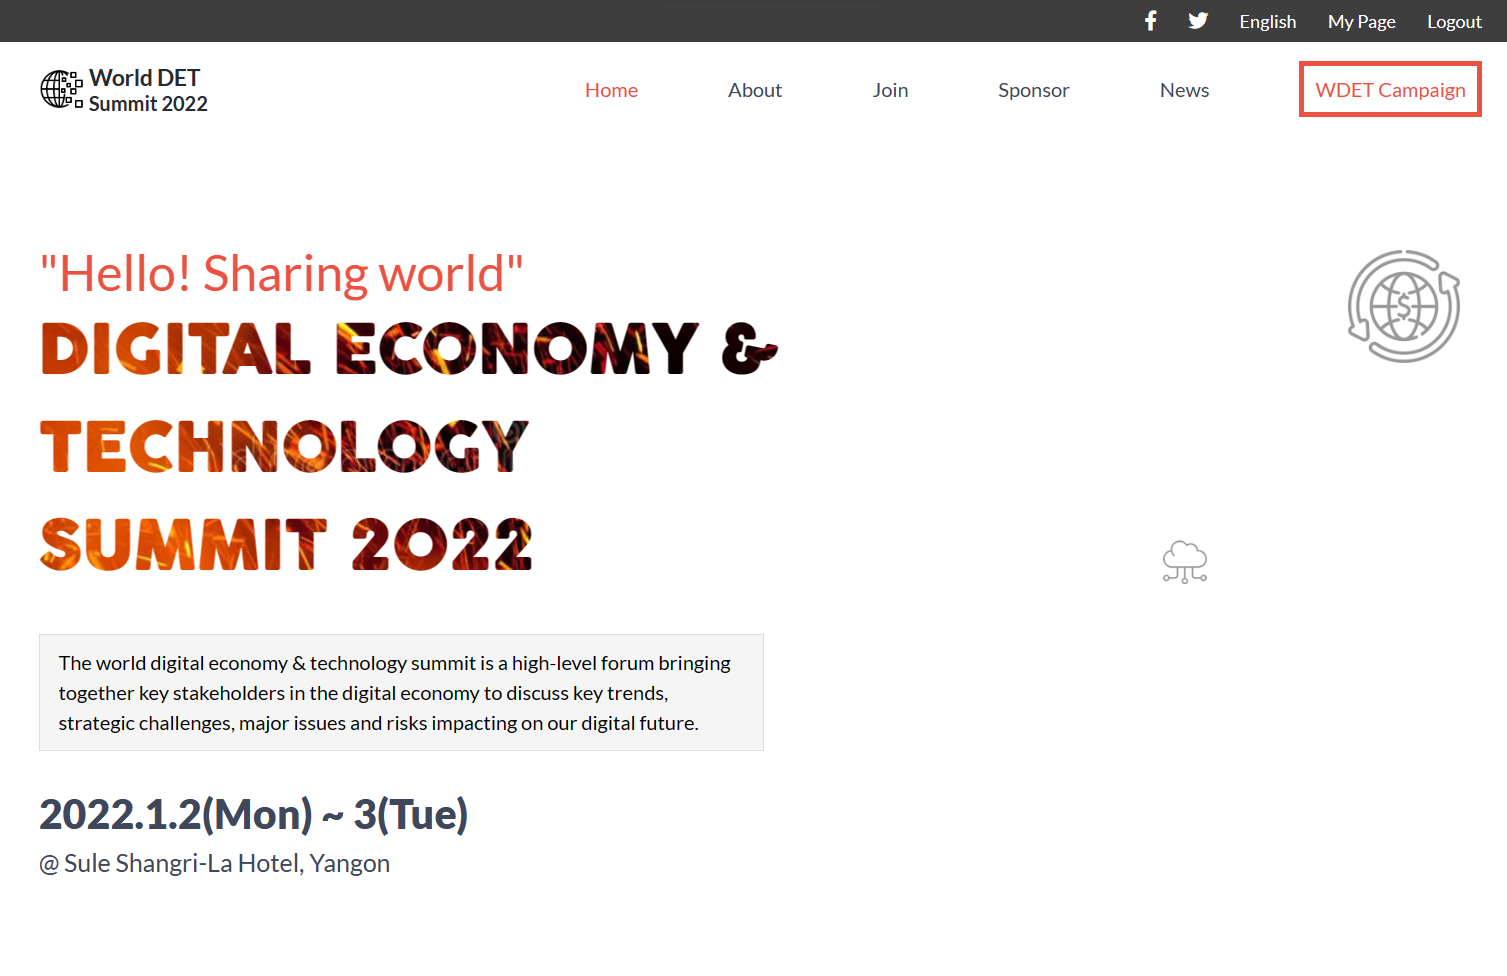 English My Page Logout
World DET
Summit 2022
Home About Join Sponsor News WDET Campaign
"Hello! Sharing world"
DIGITAL ECONOMY &
TECHNOLOGY
SUMMIT 2022
The world digital economy & technology summit is a high-level forum bringing
together key stakeholders in the digital economy to discuss key trends,
strategic challenges, major issues and risks impacting on our digital future.
2022.1.2(Mon) ~ 3(Tue)
@ Sule Shangri-La Hotel, Yangon